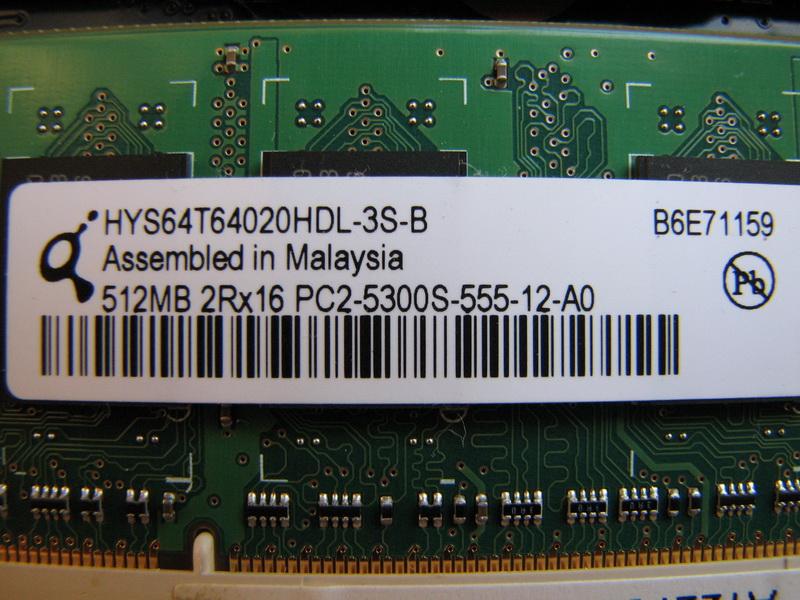 HYS64T64020HDL-3S-B
B6E71159
Assembled in Malaysia
Pb
512MB 2Rx16 PC2-5300S-555-12-A0